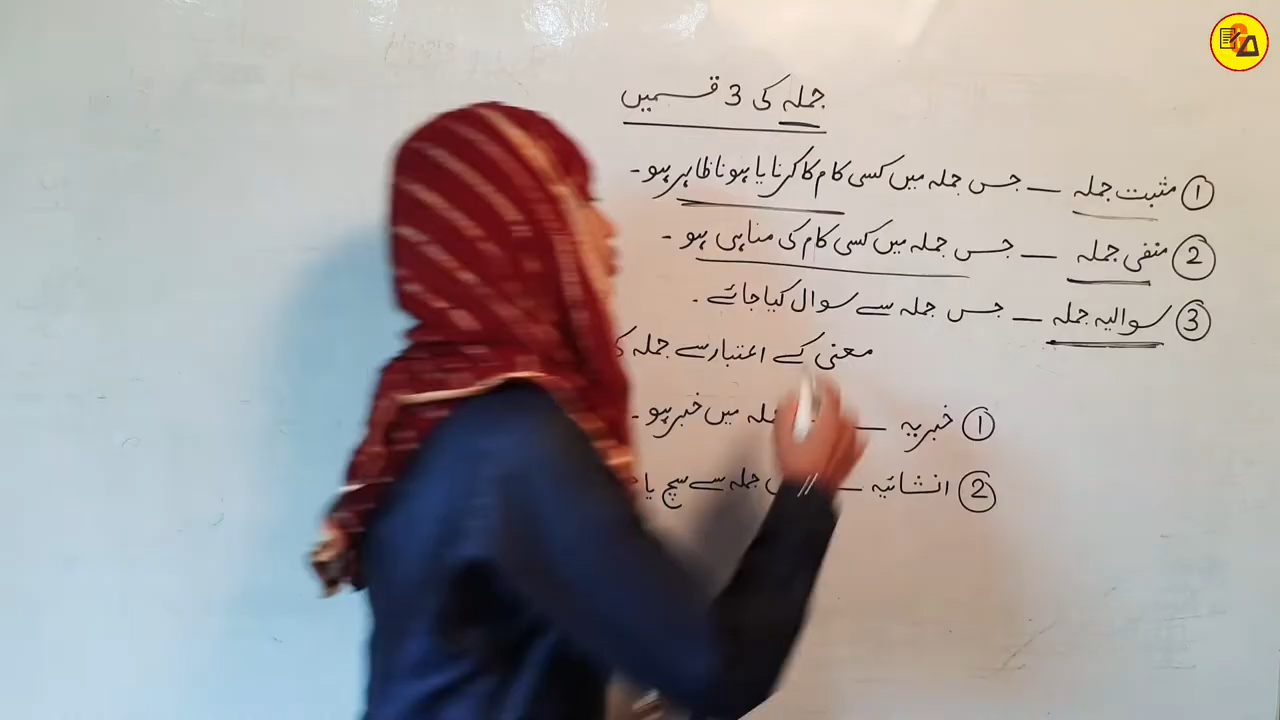 جملہ کی 3 قسمیں
① مثبت جملہ — جس جملہ میں کسی کام کا کرنا یا ہونا ظاہر ہو۔
② منفی جملہ — جس جملہ میں کسی کام کی مناہی ہو ۔
③ سوالیہ جملہ — جس جملہ سے سوال کیا جائے ۔
معنی کے اعتبار سے جملہ
① خبریہ — جملہ میں خبر ہو ۔
② انشائیہ — جملہ سے سچ یا